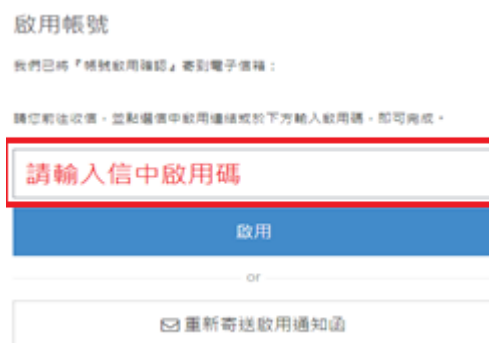 啟用帳號
我們已將『帳號啟用確認』寄到電子信箱：
請您前往收信，並點選信中啟用連結或於下方輸入啟用碼，即可完成。
請輸入信中啟用碼
啟用
or
重新寄送啟用通知函